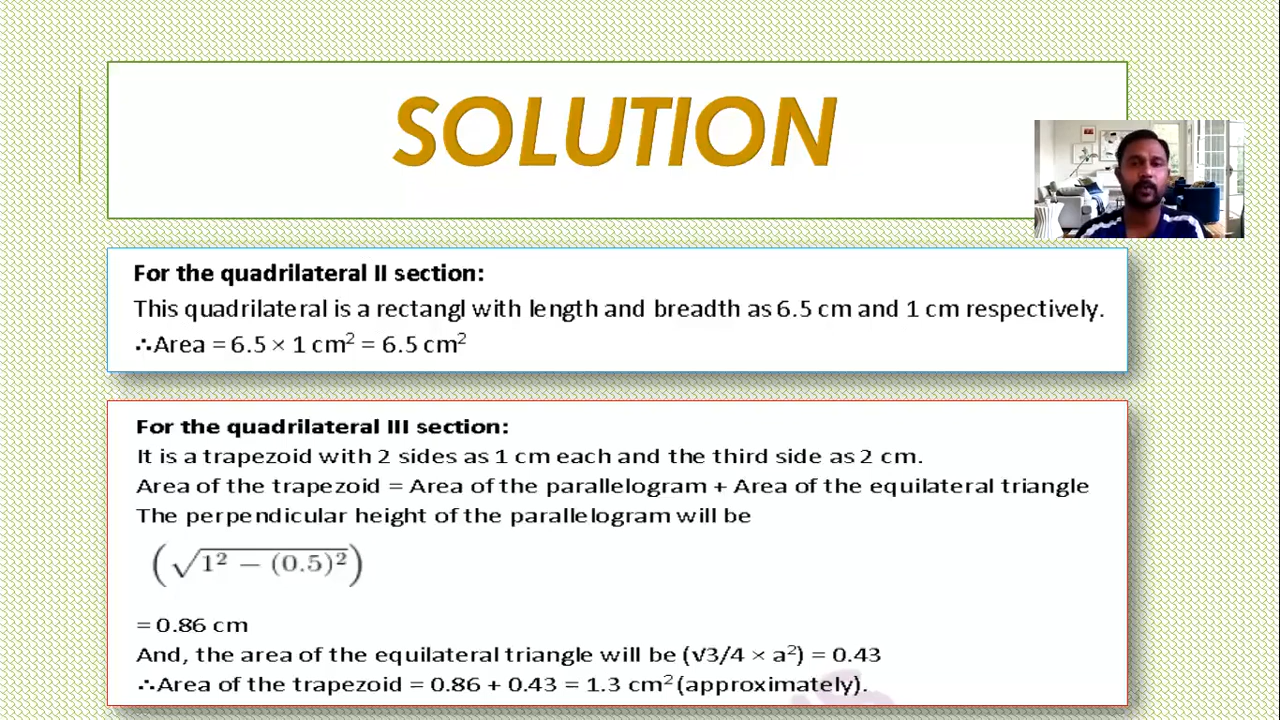 SOLUTION
For the quadrilateral II section:
This quadrilateral is a rectangl with length and breadth as 6.5 cm and 1 cm respectively.
∴Area = 6.5 × 1 cm² = 6.5 cm²
For the quadrilateral III section:
It is a trapezoid with 2 sides as 1 cm each and the third side as 2 cm.
Area of the trapezoid = Area of the parallelogram + Area of the equilateral triangle
The perpendicular height of the parallelogram will be
(√1² − (0.5)²)
= 0.86 cm
And, the area of the equilateral triangle will be (√3/4 × a²) = 0.43
∴Area of the trapezoid = 0.86 + 0.43 = 1.3 cm² (approximately).